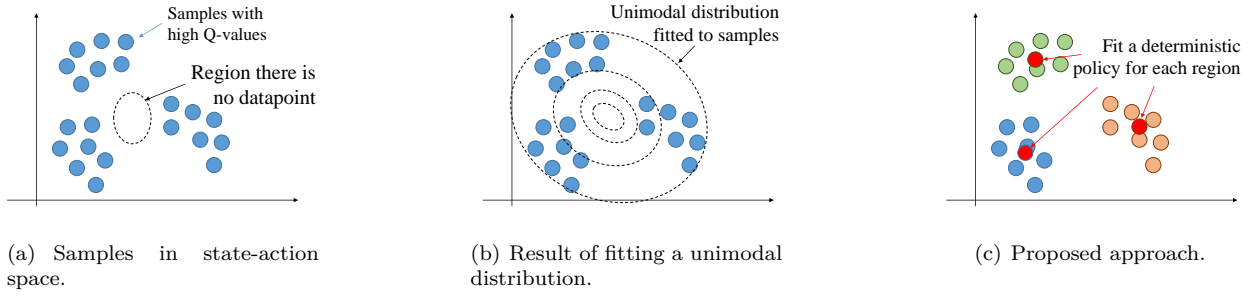 Samples with
high Q-values
Region there is
no datapoint
(a) Samples in state-action
space.
Unimodal distribution
fitted to samples
(b) Result of fitting a unimodal
distribution.
Fit a deterministic
policy for each region
(c) Proposed approach.